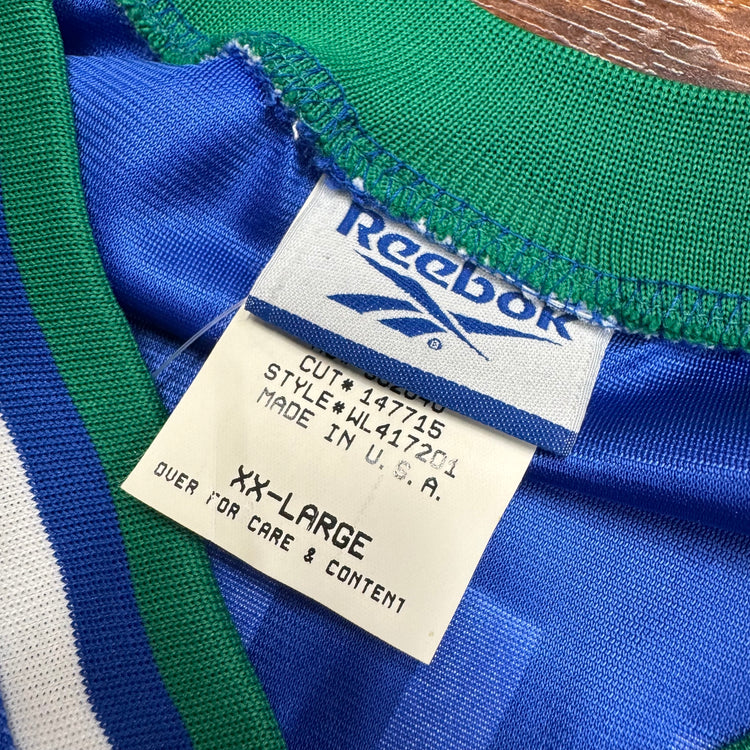 Reebok
®
CUT# 147715
STYLE#WL417201
MADE IN U.S.A.
XX-LARGE
OVER FOR CARE & CONTENT